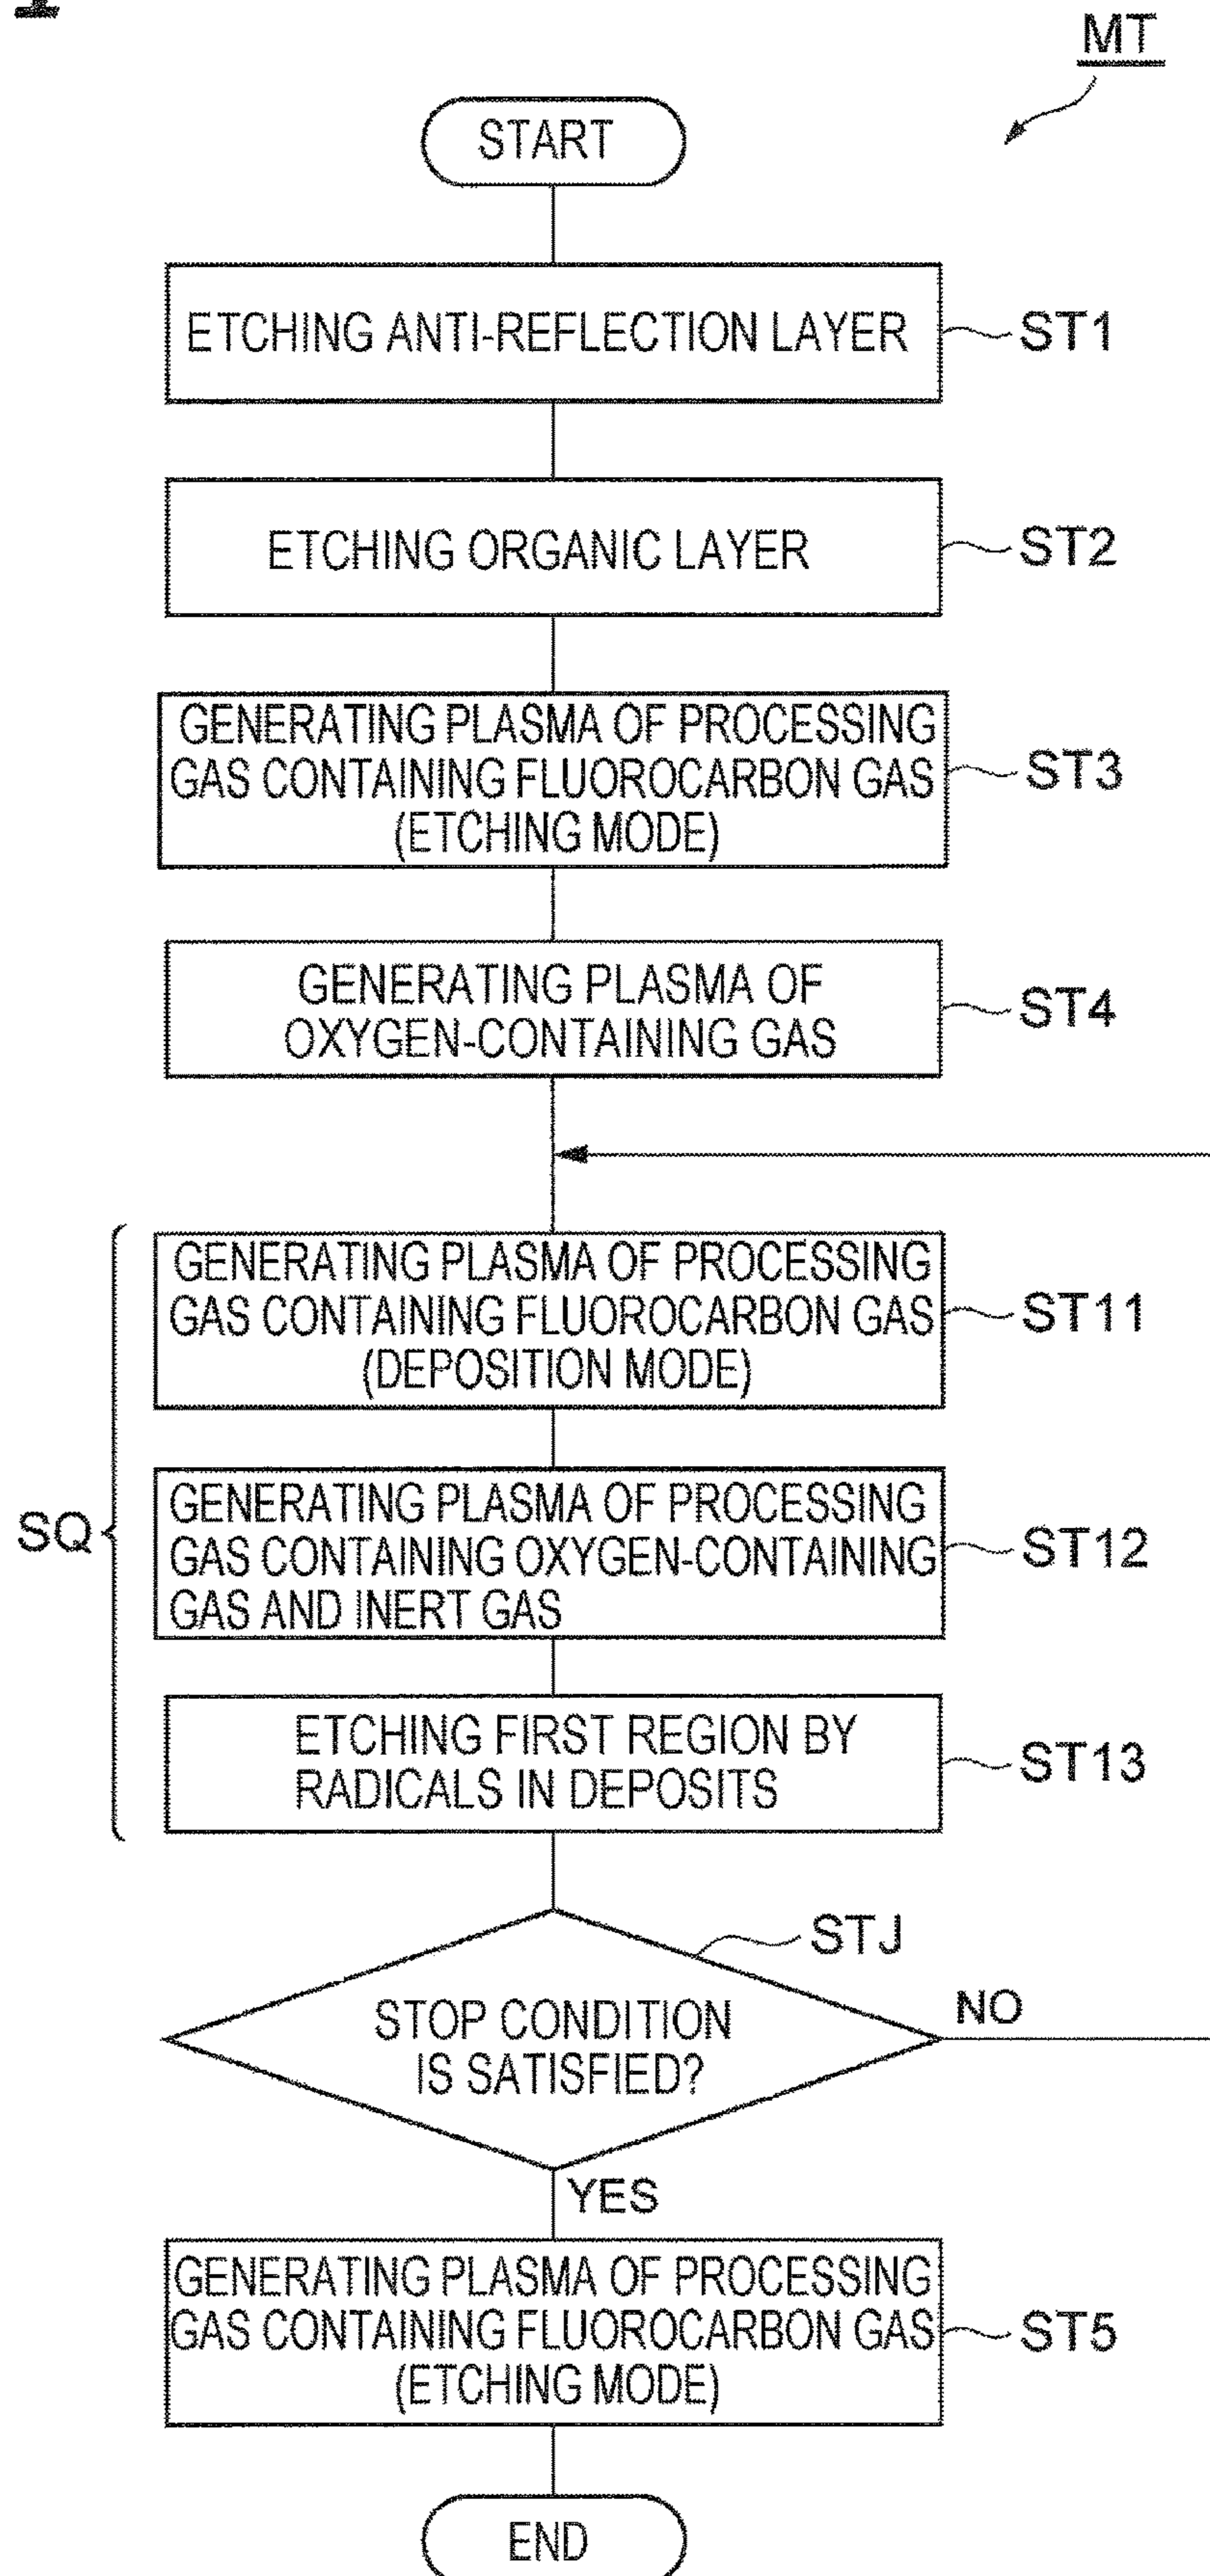 MT
START
ETCHING ANTI-REFLECTION LAYER
ST1
ETCHING ORGANIC LAYER
ST2
GENERATING PLASMA OF PROCESSING
GAS CONTAINING FLUOROCARBON GAS
(ETCHING MODE)
ST3
GENERATING PLASMA OF
OXYGEN-CONTAINING GAS
ST4
SQ
GENERATING PLASMA OF PROCESSING
GAS CONTAINING FLUOROCARBON GAS
(DEPOSITION MODE)
ST11
GENERATING PLASMA OF PROCESSING
GAS CONTAINING OXYGEN-CONTAINING
GAS AND INERT GAS
ST12
ETCHING FIRST REGION BY
RADICALS IN DEPOSITS
ST13
STJ
STOP CONDITION
IS SATISFIED?
NO
YES
GENERATING PLASMA OF PROCESSING
GAS CONTAINING FLUOROCARBON GAS
(ETCHING MODE)
ST5
END